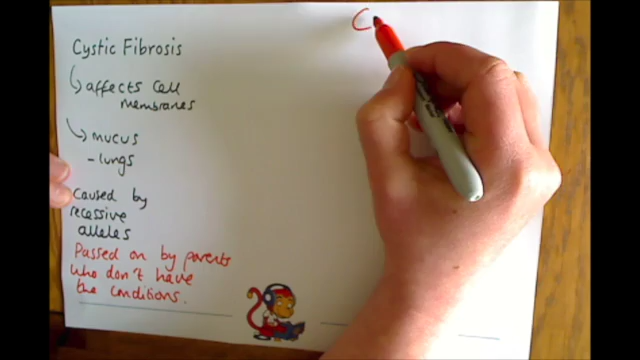 Cystic Fibrosis
affects Cell
membranes
mucus
- lungs
Caused by
recessive
alleles
Passed on by parents
who don't have
the conditions.
C